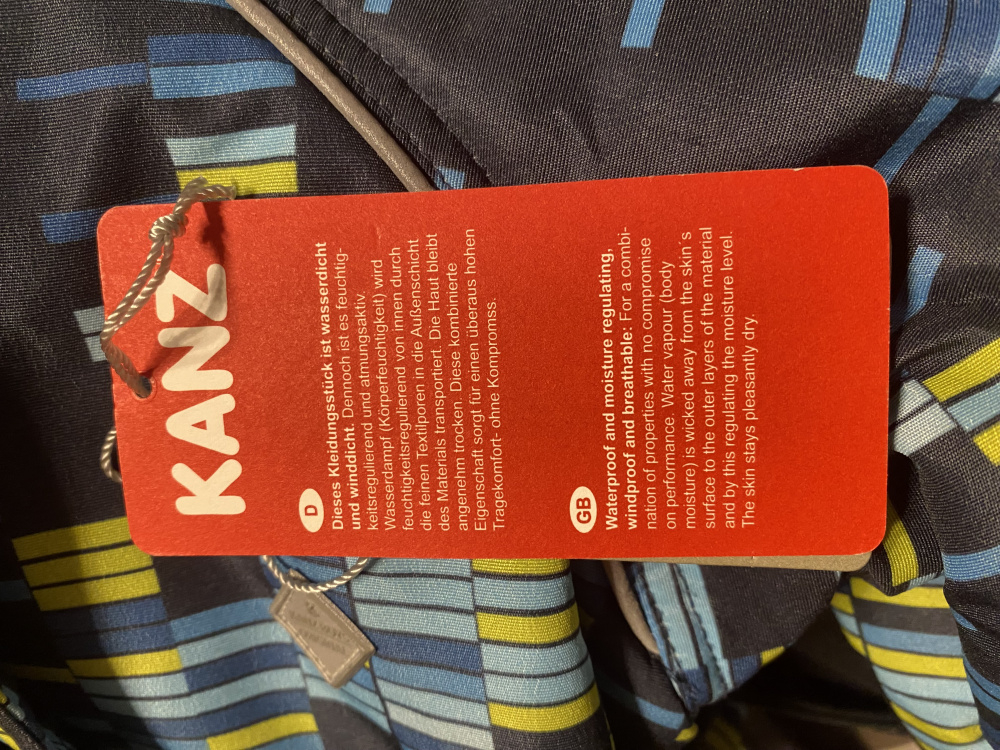 KANZ
D
Dieses Kleidungsstück ist wasserdicht
und winddicht. Dennoch ist es feuchtig-
keitsregulierend und atmungsaktiv.
Wasserdampf (Körperfeuchtigkeit) wird
feuchtigkeitsregulierend von innen durch
die feinen Textilporen in die Außenschicht
des Materials transportiert. Die Haut bleibt
angenehm trocken. Diese kombinierte
Eigenschaft sorgt für einen überaus hohen
Tragekomfort- ohne Kompromiss.
GB
Waterproof and moisture regulating,
windproof and breathable: For a combi-
nation of properties with no compromise
on performance. Water vapour (body
moisture) is wicked away from the skin´s
surface to the outer layers of the material
and by this regulating the moisture level.
The skin stays pleasantly dry.